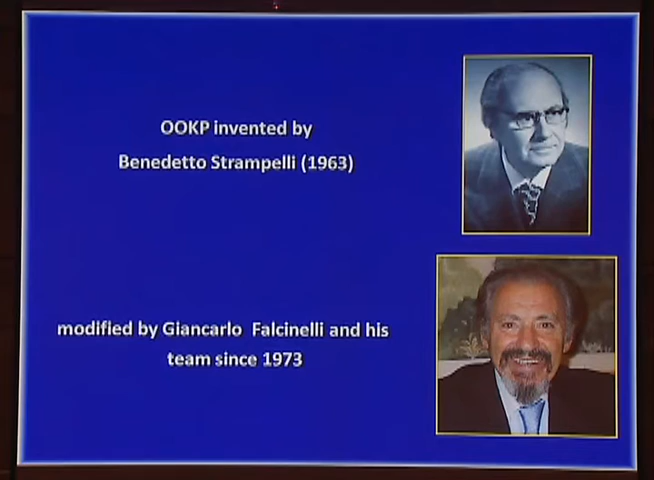 OOKP invented by
Benedetto Strampelli (1963)
modified by Giancarlo Falcinelli and his
team since 1973